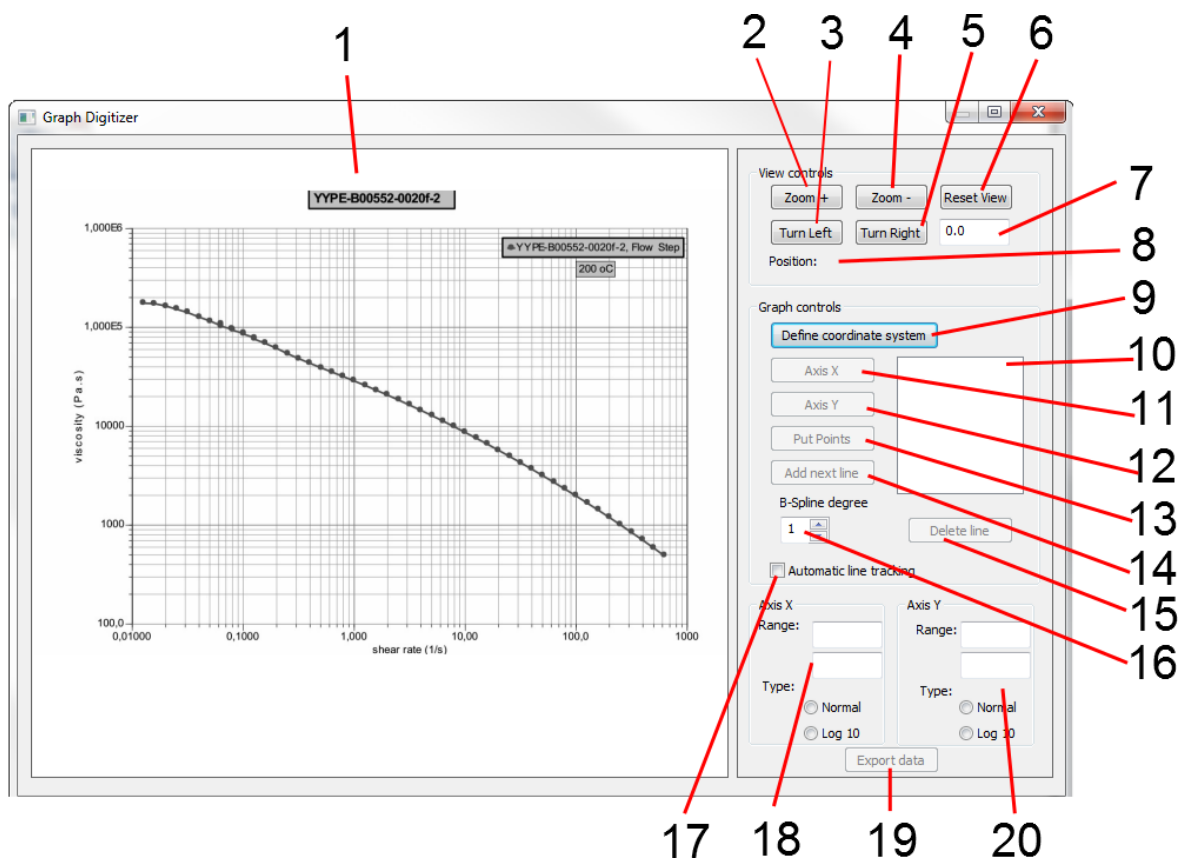 1 2 3 4 5 6
Graph Digitizer
YYPE-B00552-0020f-2
1,000E6
YYPE-B00552-0020f-2, Flow Step
200 oC
1,000E5
10000
1000
100,0
viscosity (Pa.s)
0,01000 0,1000 1,000 10,00 100,0 1000
shear rate (1/s)
View controls
Zoom + Zoom - Reset View
Turn Left Turn Right 0.0
Position:
7
8
Graph controls
Define coordinate system
9
Axis X
10
Axis Y
11
Put Points
12
Add next line
13
B-Spline degree
1 Delete line
14
Automatic line tracking
15
Axis X Axis Y
Range: Range:
16
Type: Type:
Normal Normal
Log 10 Log 10
Export data
17 18 19 20